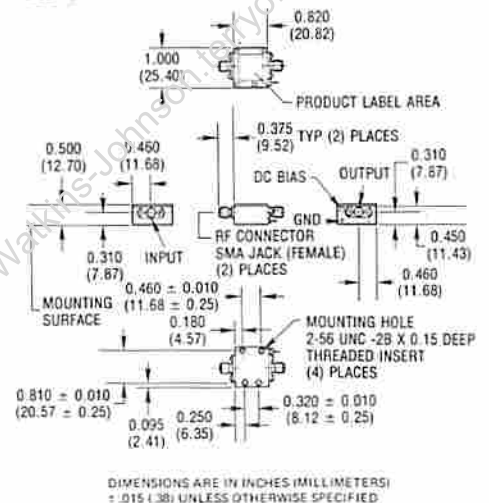 0.820
(20.82)
1.000
(25.40)
PRODUCT LABEL AREA
0.375
(9.52)
TYP (2) PLACES
0.500
(12.70)
0.460
(11.68)
DC BIAS
OUTPUT
0.310
(7.87)
GND
INPUT
RF CONNECTOR
SMA JACK (FEMALE)
(2) PLACES
0.450
(11.43)
0.310
(7.87)
0.460
(11.68)
MOUNTING
SURFACE
0.460 ± 0.010
(11.68 ± 0.25)
0.180
(4.57)
MOUNTING HOLE
2-56 UNC -2B X 0.15 DEEP
THREADED INSERT
(4) PLACES
0.810 ± 0.010
(20.57 ± 0.25)
0.095
(2.41)
0.250
(6.35)
0.320 ± 0.010
(8.12 ± 0.25)
DIMENSIONS ARE IN INCHES (MILLIMETERS)
± .015 (.38) UNLESS OTHERWISE SPECIFIED